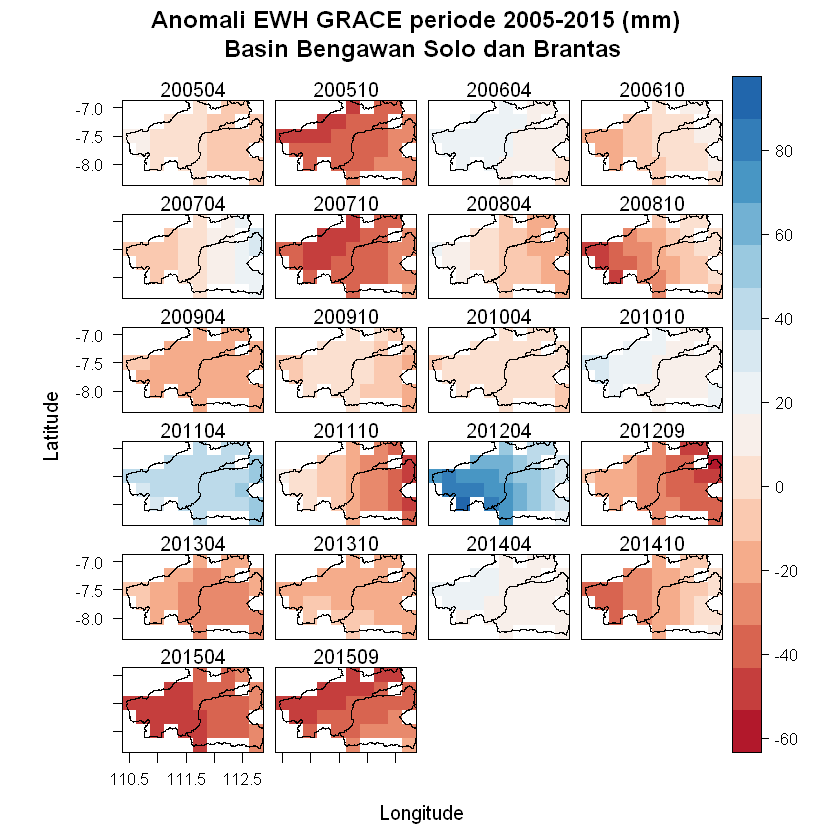 Anomali EWH GRACE periode 2005-2015 (mm)
Basin Bengawan Solo dan Brantas
200504 200510 200604 200610
-7.0
-7.5
-8.0
200704 200710 200804 200810
200904 200910 201004 201010
-7.0
-7.5
-8.0
201104 201110 201204 201209
201304 201310 201404 201410
-7.0
-7.5
-8.0
201504 201509
110.5 111.5 112.5
Latitude
Longitude
80
60
40
20
0
-20
-40
-60